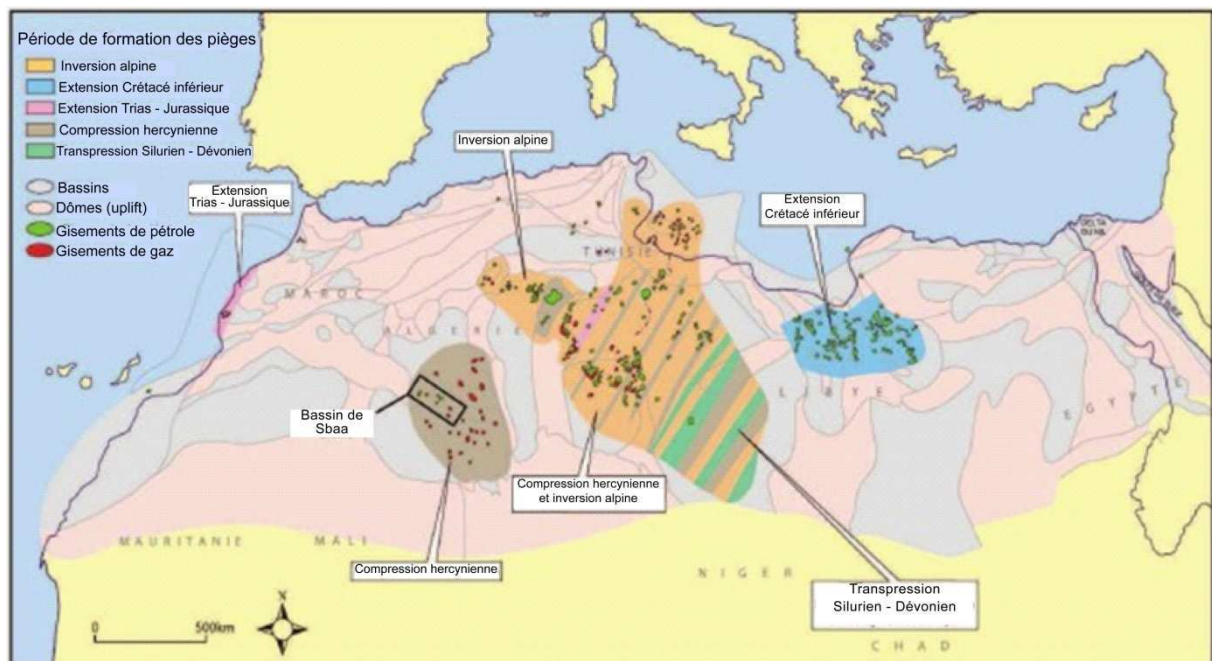 Période de formation des pièges
Inversion alpine
Extension Crétacé inférieur
Extension Trias - Jurassique
Compression hercynienne
Transpression Silurien - Dévonien
Bassins
Dômes (uplift)
Gisements de pétrole
Gisements de gaz
Inversion alpine
Extension
Trias - Jurassique
Extension
Crétacé inférieur
TUNISIE
MAROC
ALGERIE
LIBYE
EGYPTE
Bassin de
Sbaa
Compression hercynienne
et inversion alpine
Compression hercynienne
Transpression
Silurien - Dévonien
MAURITANIE
MALI
NIGER
CHAD
N
0
500km